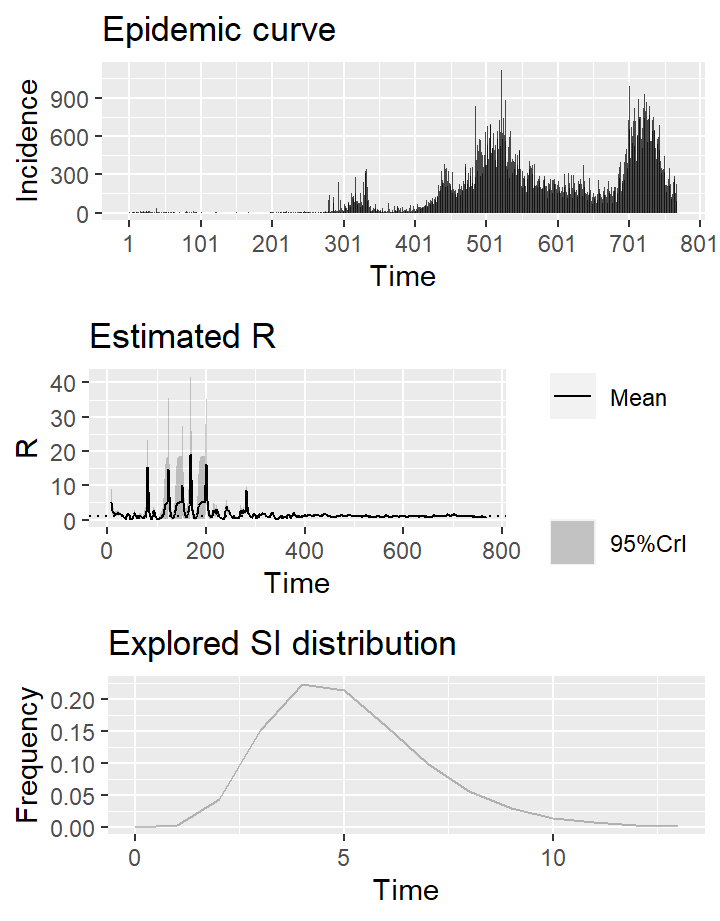 Epidemic curve
Incidence
900
600
300
0
1 101 201 301 401 501 601 701 801
Time
Estimated R
R
40
30
20
10
0
0 200 400 600 800
Time
Mean
95%CrI
Explored SI distribution
Frequency
0.20
0.15
0.10
0.05
0.00
0 5 10
Time